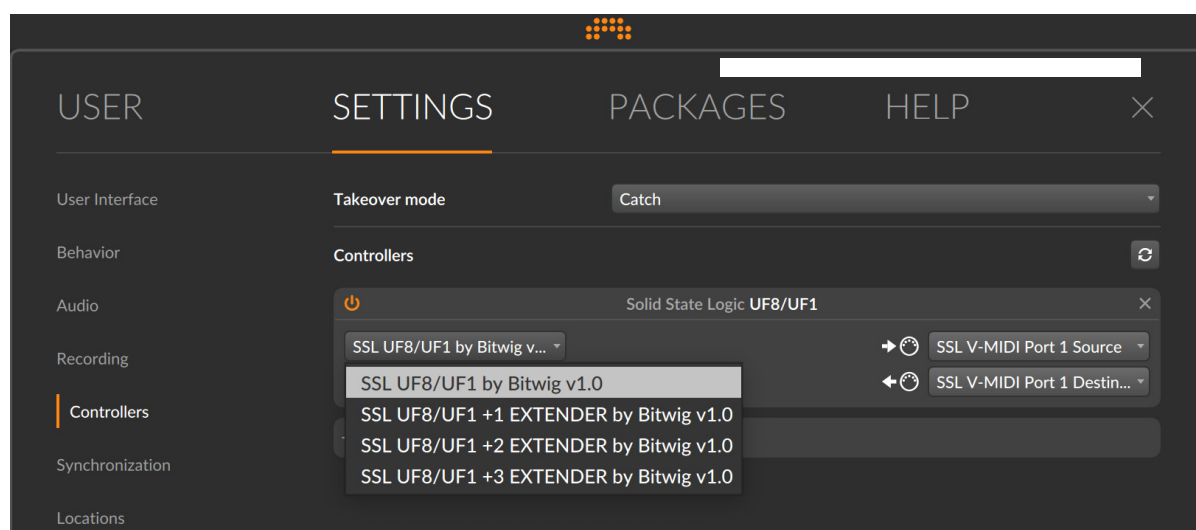 USER SETTINGS PACKAGES HELP
User Interface
Behavior
Audio
Recording
Controllers
Synchronization
Locations
Takeover mode Catch
Controllers
Solid State Logic UF8/UF1
SSL UF8/UF1 by Bitwig v...
SSL V-MIDI Port 1 Source
SSL V-MIDI Port 1 Destin...
SSL UF8/UF1 by Bitwig v1.0
SSL UF8/UF1 +1 EXTENDER by Bitwig v1.0
SSL UF8/UF1 +2 EXTENDER by Bitwig v1.0
SSL UF8/UF1 +3 EXTENDER by Bitwig v1.0